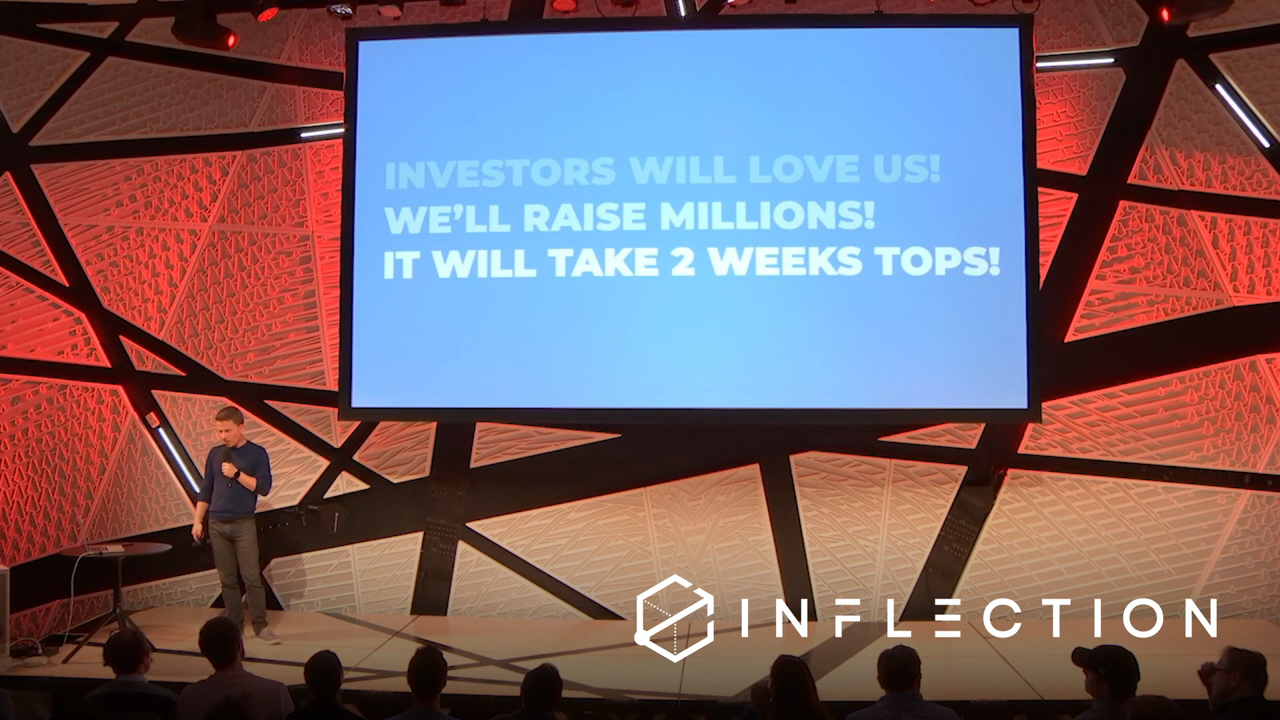 INVESTORS WILL LOVE US!
WE’LL RAISE MILLIONS!
IT WILL TAKE 2 WEEKS TOPS!
INFLECTION